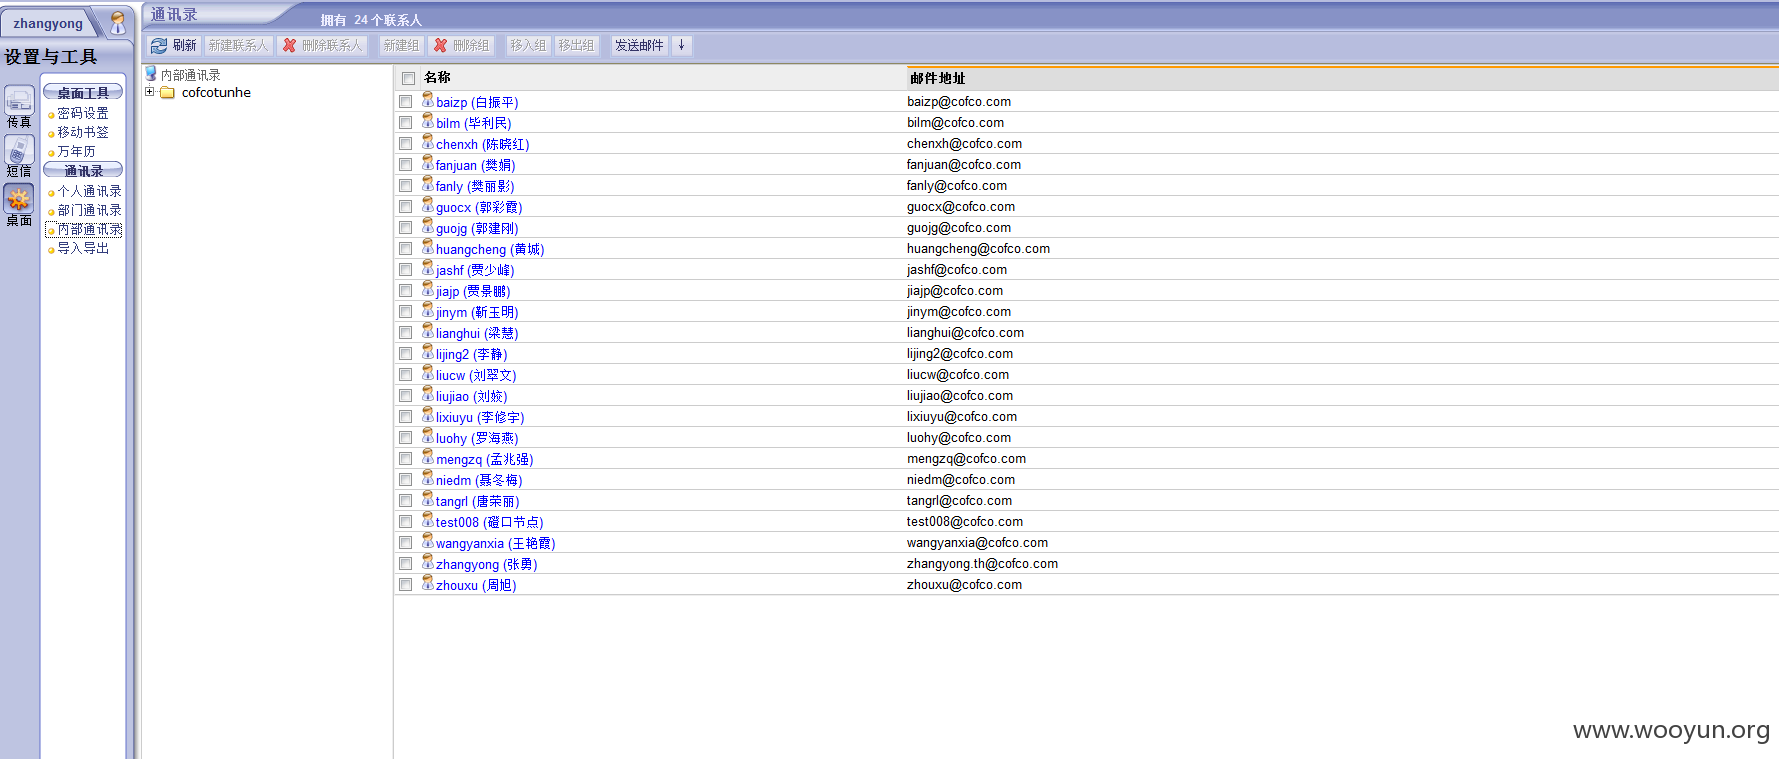 zhangyong
通讯录
拥有 24 个联系人
设置与工具
刷新 新建联系人 删除联系人 新建组 删除组 移入组 移出组 发送邮件 ↓
传真
短信
桌面
桌面工具
密码设置
移动书签
万年历
通讯录
个人通讯录
部门通讯录
内部通讯录
导入导出
内部通讯录
cofcotunhe
名称 邮件地址
baizp (白振平) baizp@cofco.com
bilm (毕利民) bilm@cofco.com
chenxh (陈晓红) chenxh@cofco.com
fanjuan (樊娟) fanjuan@cofco.com
fanly (樊丽影) fanly@cofco.com
guocx (郭彩霞) guocx@cofco.com
guojg (郭建刚) guojg@cofco.com
huangcheng (黄城) huangcheng@cofco.com
jashf (贾少峰) jashf@cofco.com
jiajp (贾景鹏) jiajp@cofco.com
jinym (靳玉明) jinym@cofco.com
lianghui (梁慧) lianghui@cofco.com
lijing2 (李静) lijing2@cofco.com
liucw (刘翠文) liucw@cofco.com
liujiao (刘姣) liujiao@cofco.com
lixiuyu (李修宇) lixiuyu@cofco.com
luohy (罗海燕) luohy@cofco.com
mengzq (孟兆强) mengzq@cofco.com
niedm (聂冬梅) niedm@cofco.com
tangrl (唐荣丽) tangrl@cofco.com
test008 (磴口节点) test008@cofco.com
wangyanxia (王艳霞) wangyanxia@cofco.com
zhangyong (张勇) zhangyong.th@cofco.com
zhouxu (周旭) zhouxu@cofco.com
www.wooyun.org